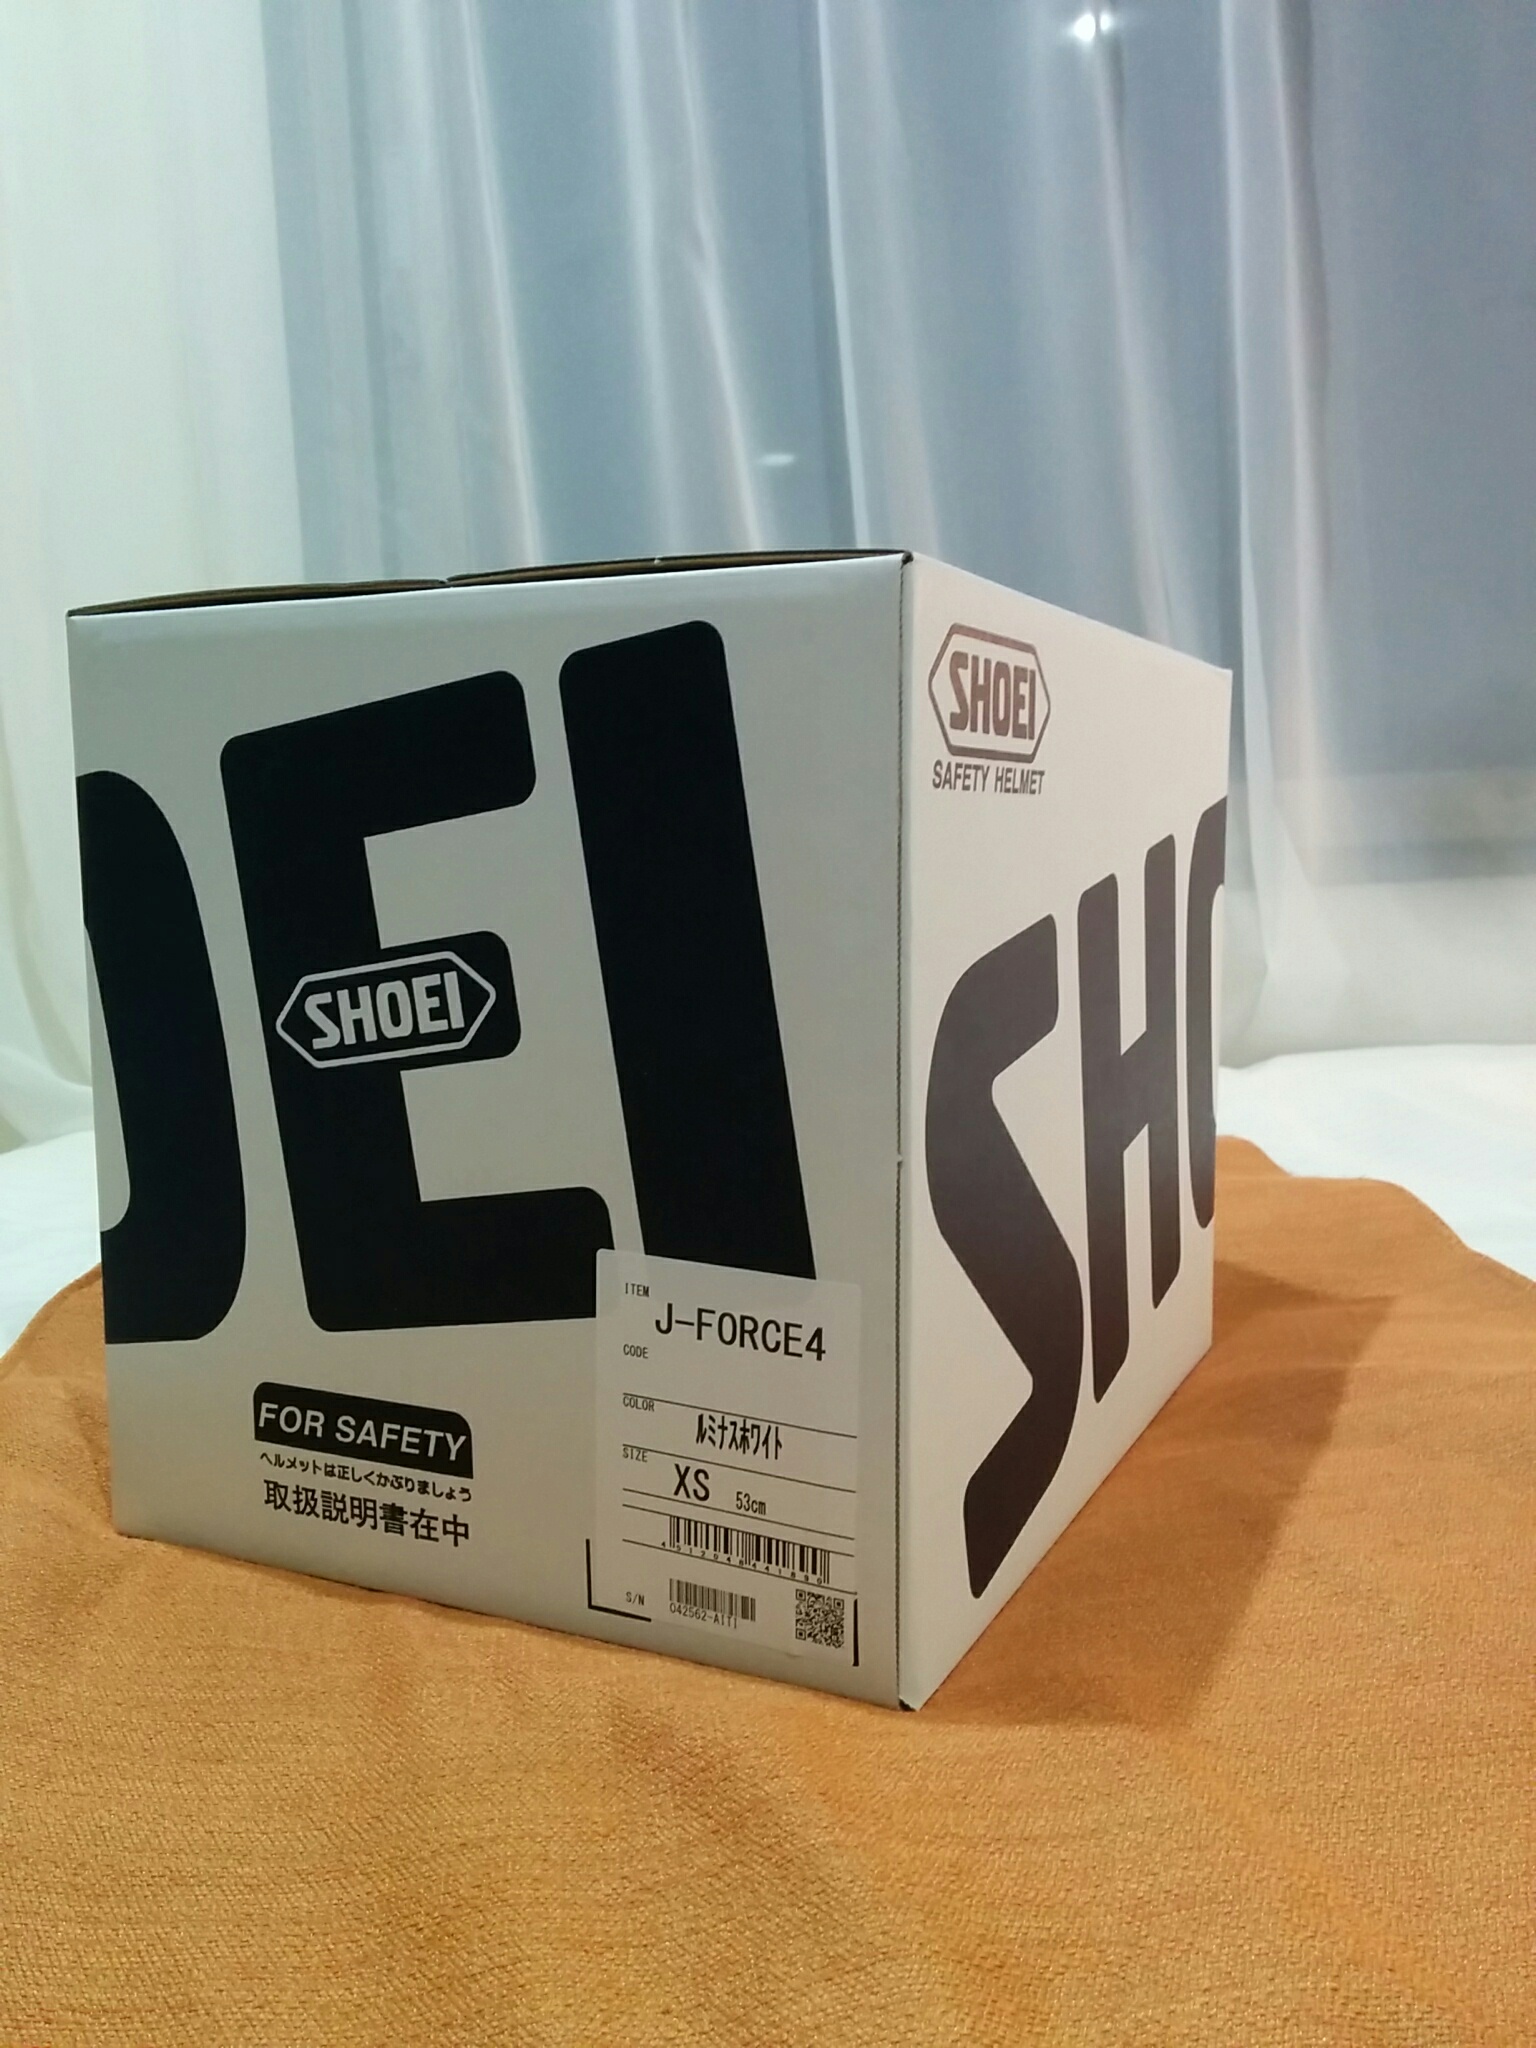 OEI
SHOEI
FOR SAFETY
ヘルメットは正しくかぶりましょう
取扱説明書在中
ITEM
J-FORCE4
CODE
COLOR
ルミナスホワイト
SIZE
XS 53cm
4512048441890
S/N
042562-AITI
SHOEI
SAFETY HELMET
SHO